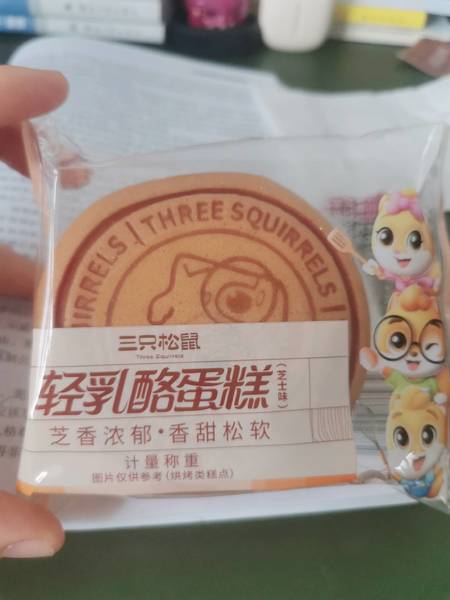 THREE SQUIRRELS
三只松鼠
Three Squirrels
轻乳酪蛋糕(芝士味)
芝香浓郁·香甜松软
计量称重
图片仅供参考(烘烤类糕点)